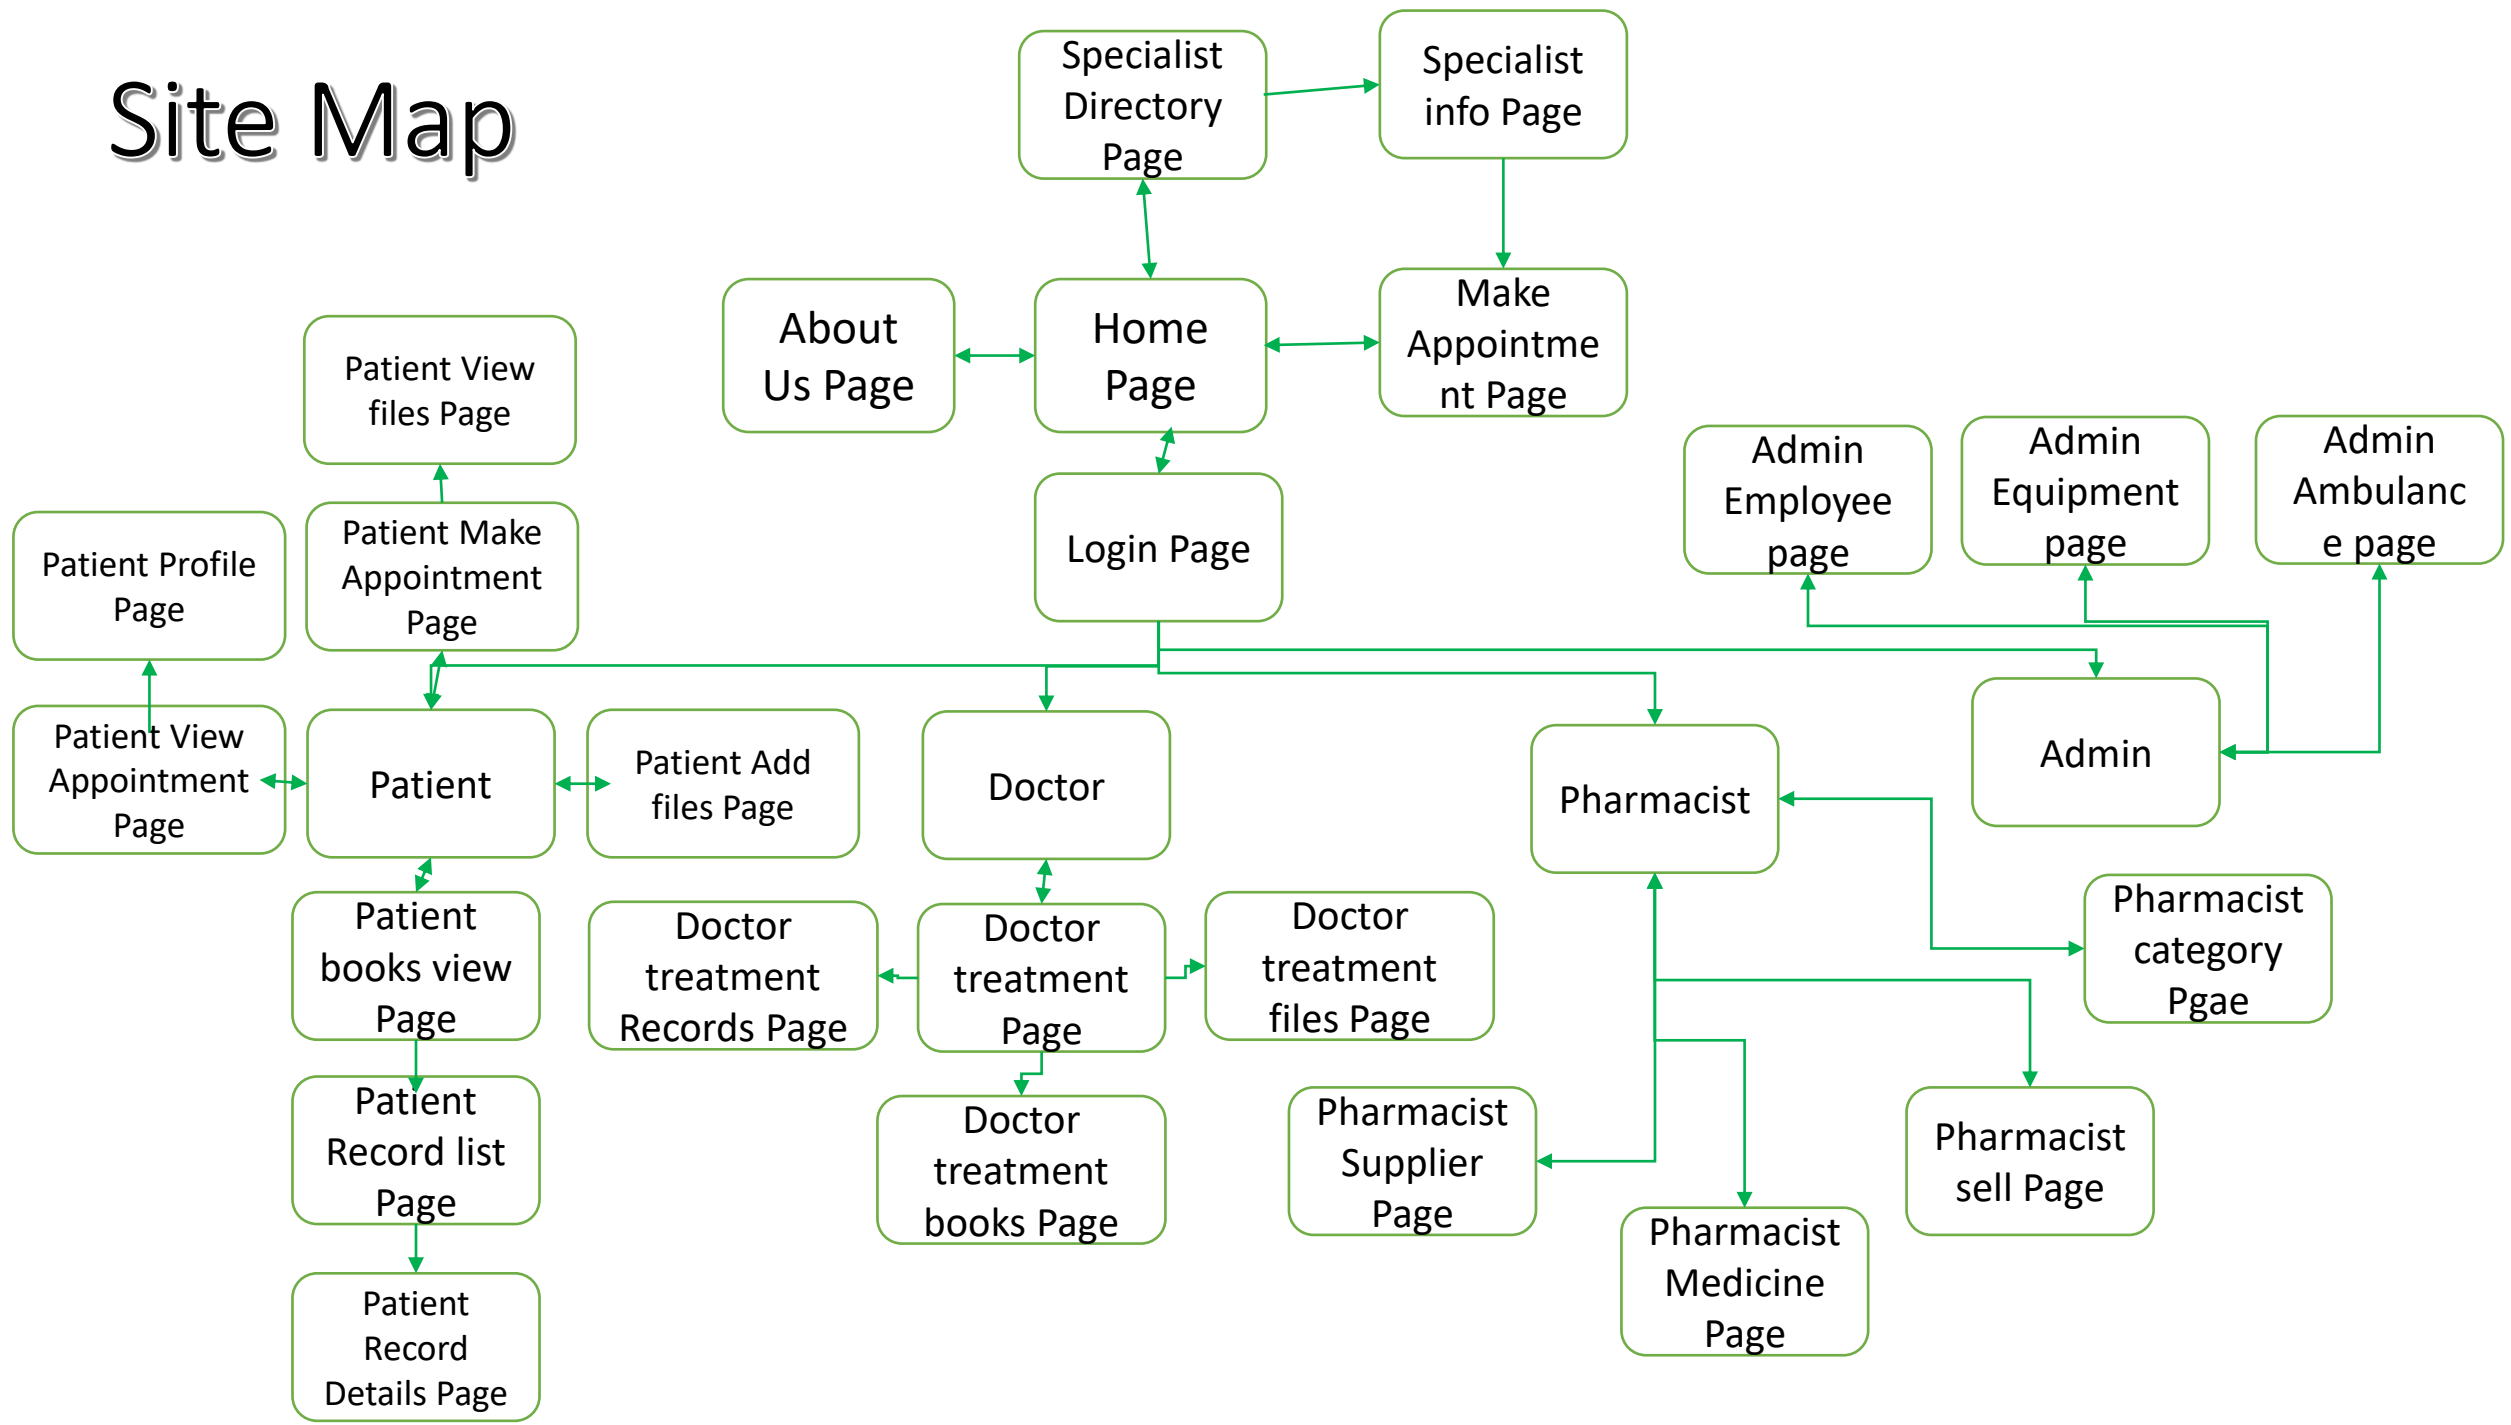 Site Map
Specialist
Directory
Page
Specialist
info Page
About
Us Page
Home
Page
Make
Appointme
nt Page
Patient View
files Page
Login Page
Admin
Employee
page
Admin
Equipment
page
Admin
Ambulanc
e page
Patient Profile
Page
Patient Make
Appointment
Page
Patient View
Appointment
Page
Patient
Patient Add
files Page
Doctor
Pharmacist
Admin
Patient
books view
Page
Doctor
treatment
Records Page
Doctor
treatment
Page
Doctor
treatment
files Page
Pharmacist
category
Pgae
Patient
Record list
Page
Doctor
treatment
books Page
Pharmacist
Supplier
Page
Pharmacist
Medicine
Page
Pharmacist
sell Page
Patient
Record
Details Page